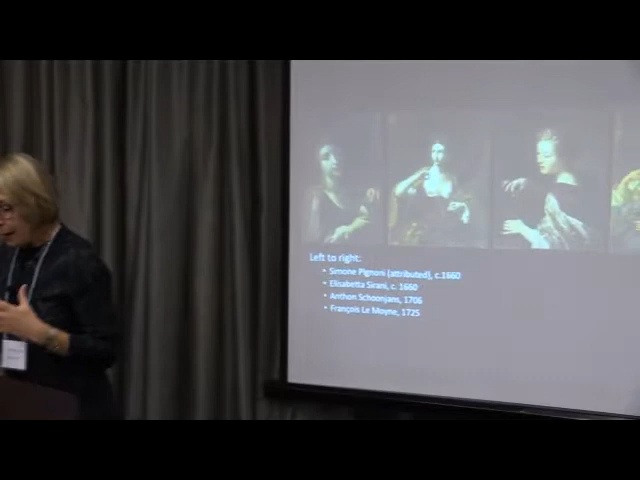 Left to right:
• Simone Pignoni (attributed), c.1660
• Elisabetta Sirani, c. 1660
• Anthon Schoonjans, 1706
• François Le Moyne, 1725